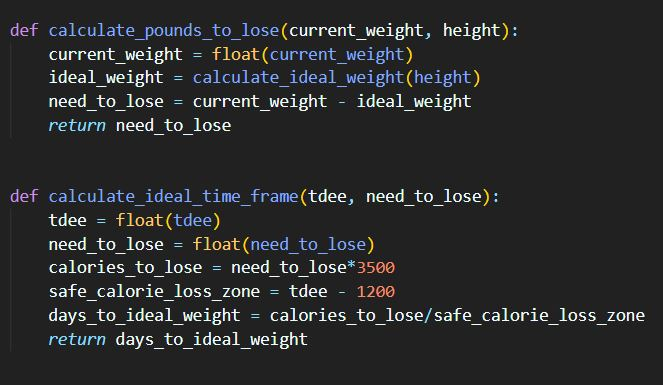 def calculate_pounds_to_lose(current_weight, height):
    current_weight = float(current_weight)
    ideal_weight = calculate_ideal_weight(height)
    need_to_lose = current_weight - ideal_weight
    return need_to_lose

def calculate_ideal_time_frame(tdee, need_to_lose):
    tdee = float(tdee)
    need_to_lose = float(need_to_lose)
    calories_to_lose = need_to_lose*3500
    safe_calorie_loss_zone = tdee - 1200
    days_to_ideal_weight = calories_to_lose/safe_calorie_loss_zone
    return days_to_ideal_weight